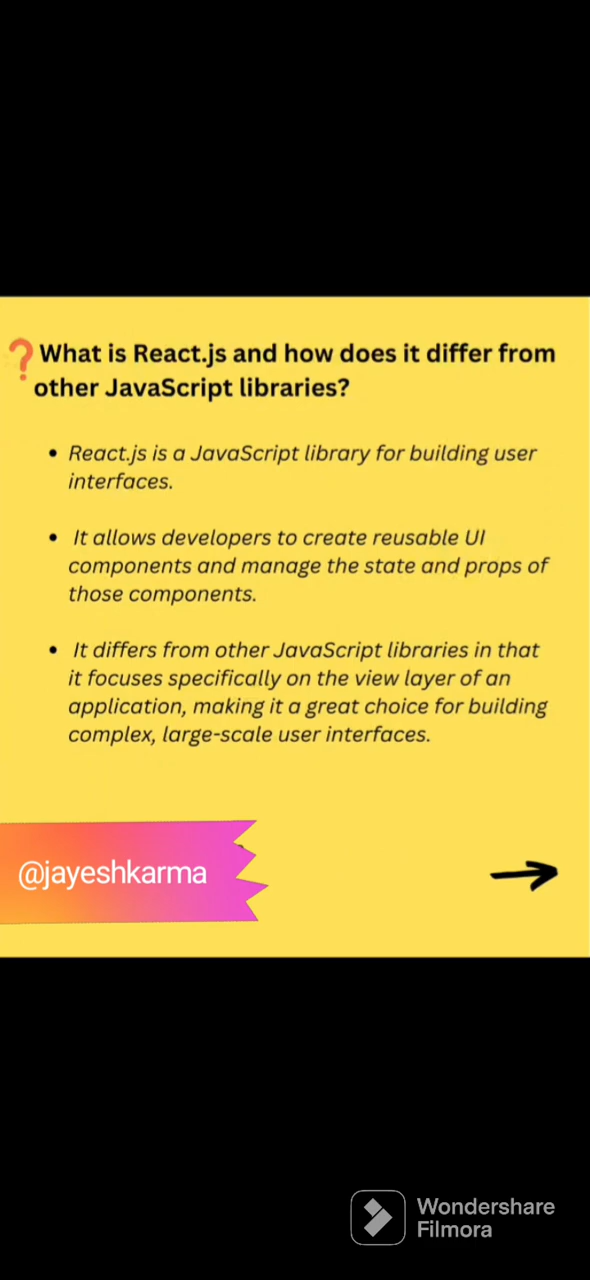 ❓What is React.js and how does it differ from
other JavaScript libraries?
• React.js is a JavaScript library for building user
interfaces.
• It allows developers to create reusable UI
components and manage the state and props of
those components.
• It differs from other JavaScript libraries in that
it focuses specifically on the view layer of an
application, making it a great choice for building
complex, large-scale user interfaces.
@jayeshkarma
Wondershare
Filmora